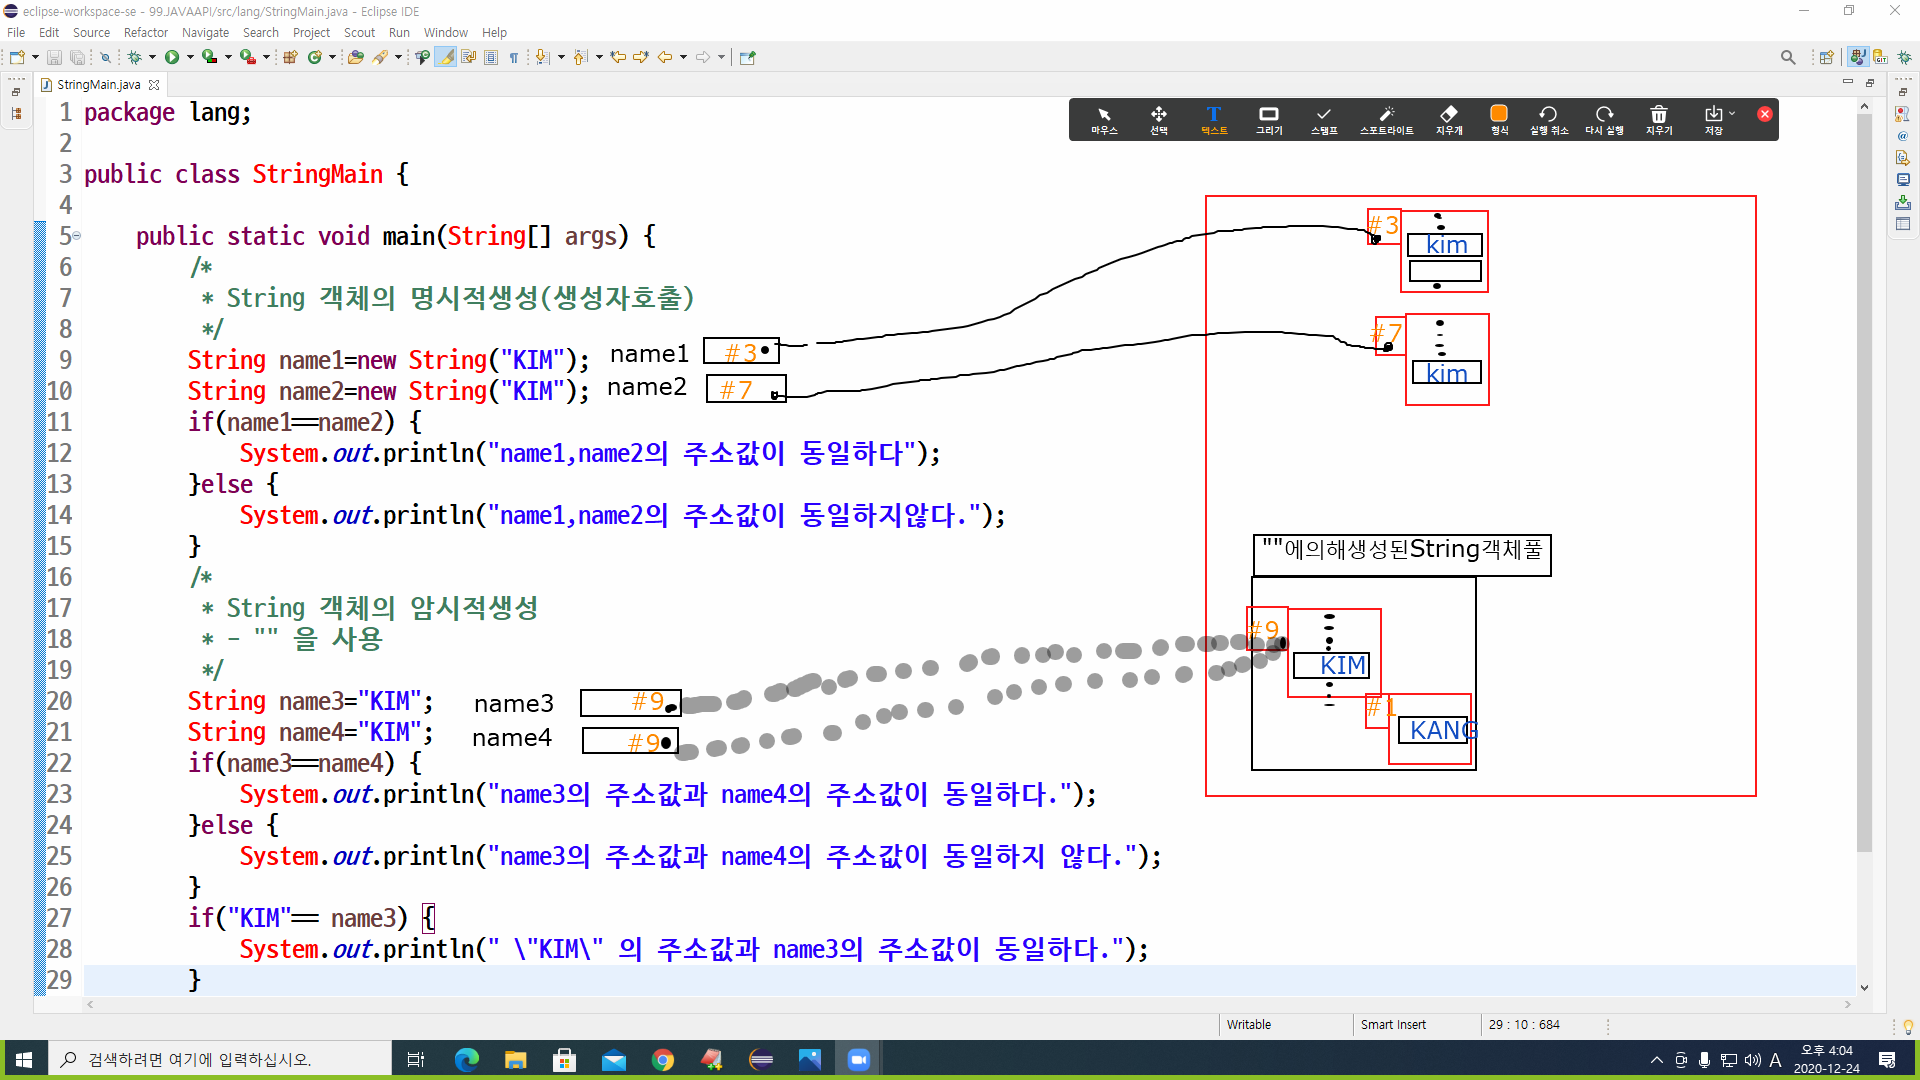 eclipse-workspace-se - 99.JAVAAPI/src/lang/StringMain.java - Eclipse IDE
File Edit Source Refactor Navigate Search Project Scout Run Window Help
StringMain.java
마우스 선택 텍스트 그리기 스탬프 스포트라이트 지우개 형식 실행 취소 다시 실행 지우기 저장
1 package lang;
2
3 public class StringMain {
4
5 public static void main(String[] args) {
6 /*
7 * String 객체의 명시적생성(생성자호출)
8 */
9 String name1=new String("KIM");
10 String name2=new String("KIM");
11 if(name1==name2) {
12 System.out.println("name1,name2의 주소값이 동일하다");
13 }else {
14 System.out.println("name1,name2의 주소값이 동일하지않다.");
15 }
16 /*
17 * String 객체의 암시적생성
18 * - "" 을 사용
19 */
20 String name3="KIM";
21 String name4="KIM";
22 if(name3==name4) {
23 System.out.println("name3의 주소값과 name4의 주소값이 동일하다.");
24 }else {
25 System.out.println("name3의 주소값과 name4의 주소값이 동일하지 않다.");
26 }
27 if("KIM"== name3) {
28 System.out.println(" \"KIM\" 의 주소값과 name3의 주소값이 동일하다.");
29 }
name1 #3
name2 #7
name3 #9
name4 #9
#3 kim
#7 kim
""에의해생성된String객체풀
#9 KIM
#1 KANG
Writable Smart Insert 29 : 10 : 684
검색하려면 여기에 입력하십시오.
A
오후 4:04
2020-12-24